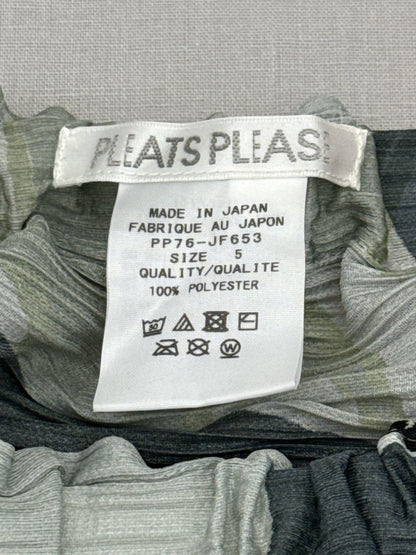 PLEATS PLEASE
MADE IN JAPAN
FABRIQUE AU JAPON
PP76-JF653
SIZE 5
QUALITY/QUALITE
100% POLYESTER